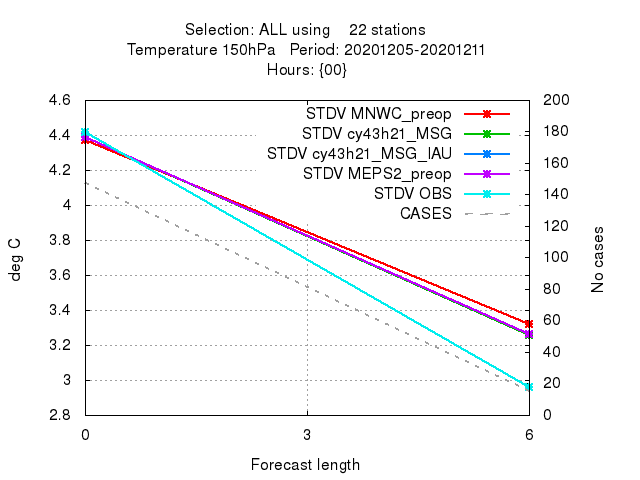 Selection: ALL using 22 stations
Temperature 150hPa Period: 20201205-20201211
Hours: {00}
4.6
4.4
4.2
4
3.8
3.6
3.4
3.2
3
2.8
deg C
200
180
160
140
120
100
80
60
40
20
0
No cases
STDV MNWC_preop
STDV cy43h21_MSG
STDV cy43h21_MSG_IAU
STDV MEPS2_preop
STDV OBS
CASES
0 3 6
Forecast length